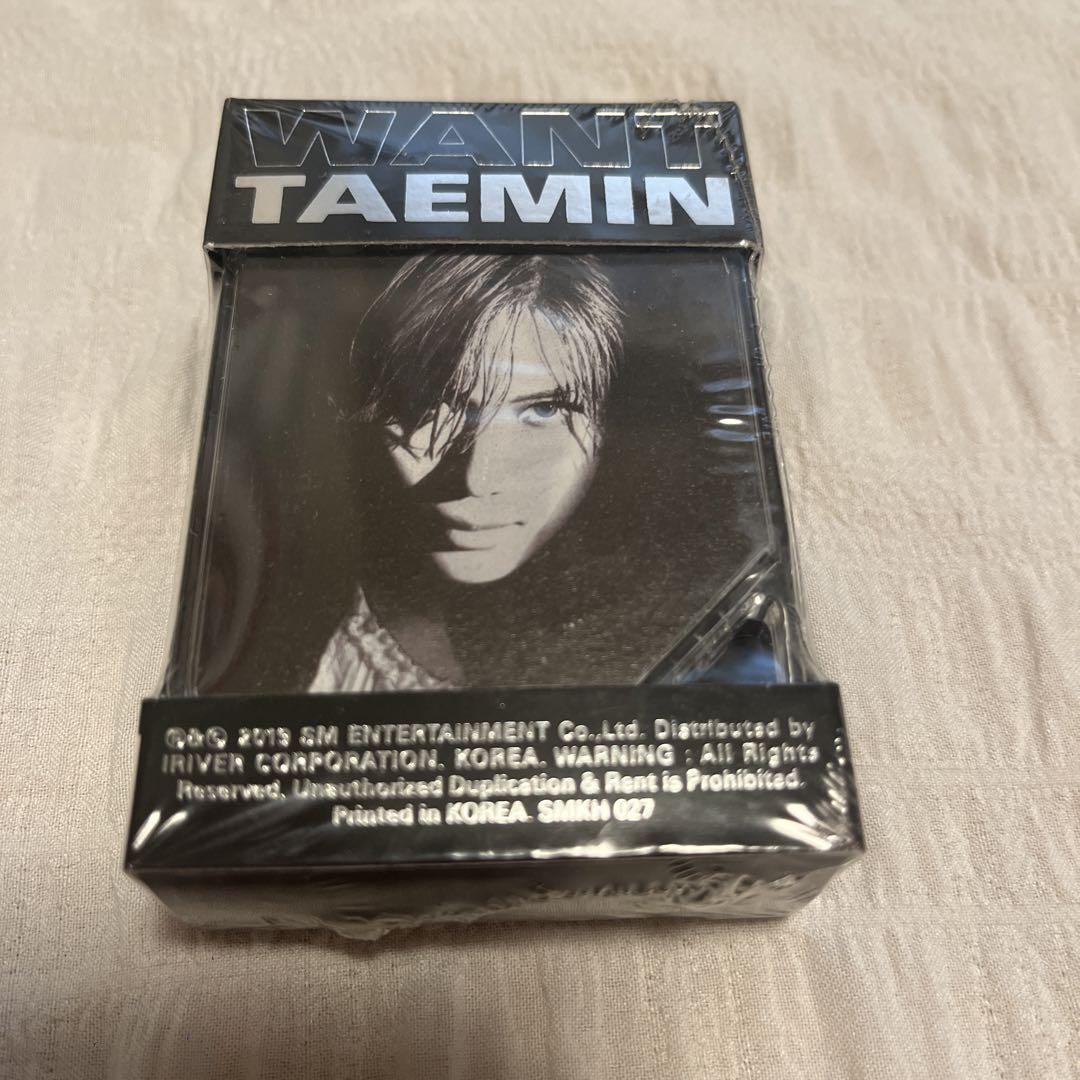 WANT
TAEMIN
℗&© 2019 SM ENTERTAINMENT Co.,Ltd. Distributed by
IRIVER CORPORATION. KOREA. WARNING : All Rights
Reserved. Unauthorized Duplication & Rent is Prohibited.
Printed in KOREA. SMKH 027